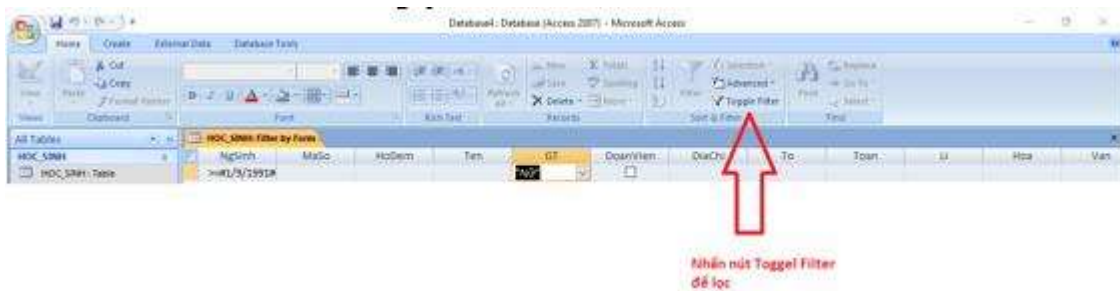 Database4 : Database (Access 2007) - Microsoft Access
Home Create External Data Database Tools
Cut
Copy
Format Painter
Paste
View
Views Clipboard Font Rich Text Records Sort & Filter Find
Refresh All
New Totals
Save Spelling
Delete More
Filter
Selection
Advanced
Toggle Filter
Find
Replace
Go To
Select
All Tables
HOC_SINH
HOC_SINH : Table
HOC_SINH: Filter by Form
NgSinh MaSo HoDem Ten GT DoanVien DiaChi To Toan Li Hoa Van
>=#1/9/1991# "Nữ"
Nhấn nút Toggel Filter
để lọc